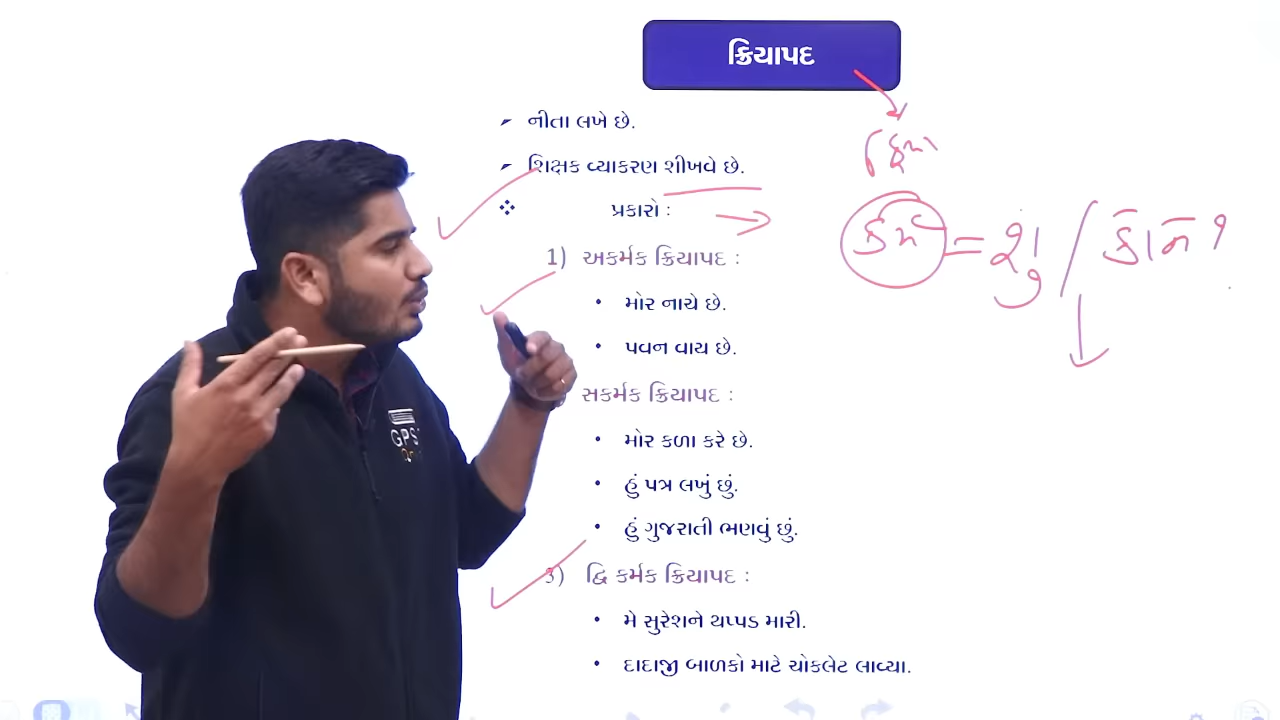 ક્રિયાપદ
નીતા લખે છે.
શિક્ષક વ્યાકરણ શીખવે છે.
પ્રકારો :
કર્મ = શું / કોને ?
1) અકર્મક ક્રિયાપદ :
મોર નાચે છે.
પવન વાય છે.
સકર્મક ક્રિયાપદ :
મોર કળા કરે છે.
હું પત્ર લખું છું.
હું ગુજરાતી ભણવું છું.
3) દ્વિ કર્મક ક્રિયાપદ :
મે સુરેશને થપ્પડ મારી.
દાદાજી બાળકો માટે ચોકલેટ લાવ્યા.